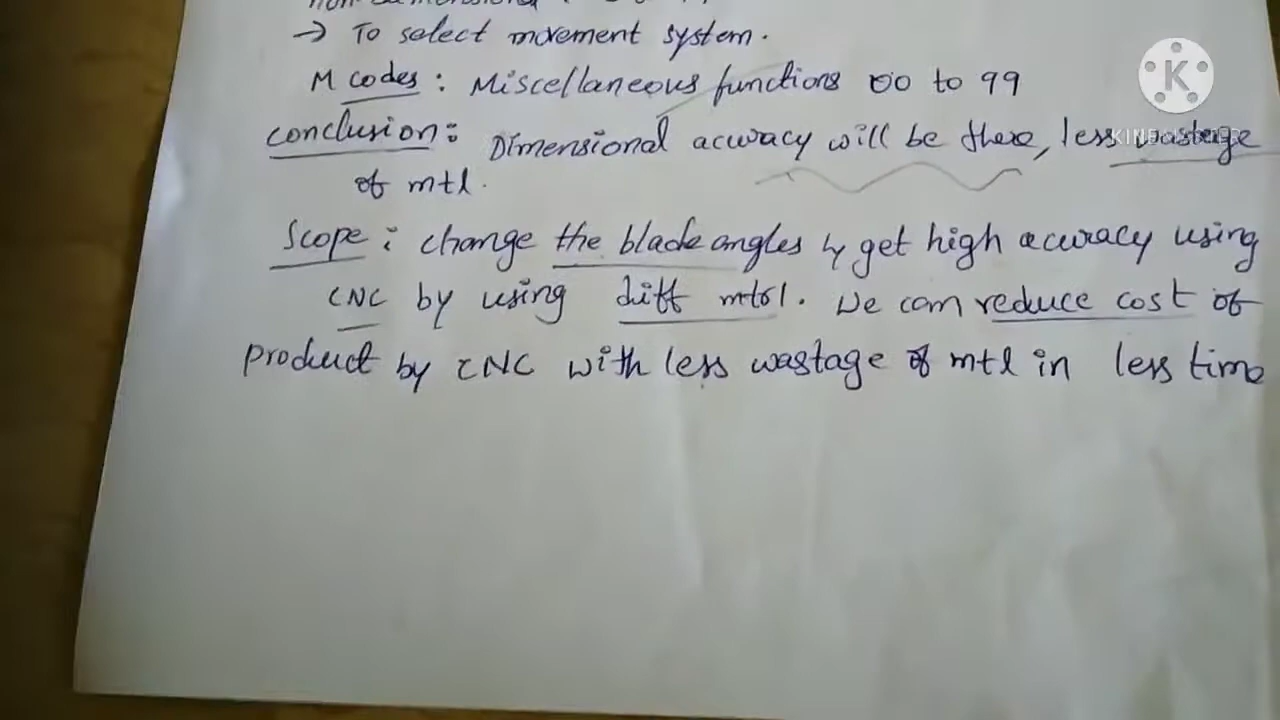 → To select movement system.
M codes: Miscellaneous functions 00 to 99
Conclusion: Dimensional accuracy will be there, less wastage
of mtl.
Scope: change the blade angles & get high accuracy using
CNC by using diff mtrl. We can reduce cost of
product by CNC with less wastage of mtl in less time
K
KINEMASTER